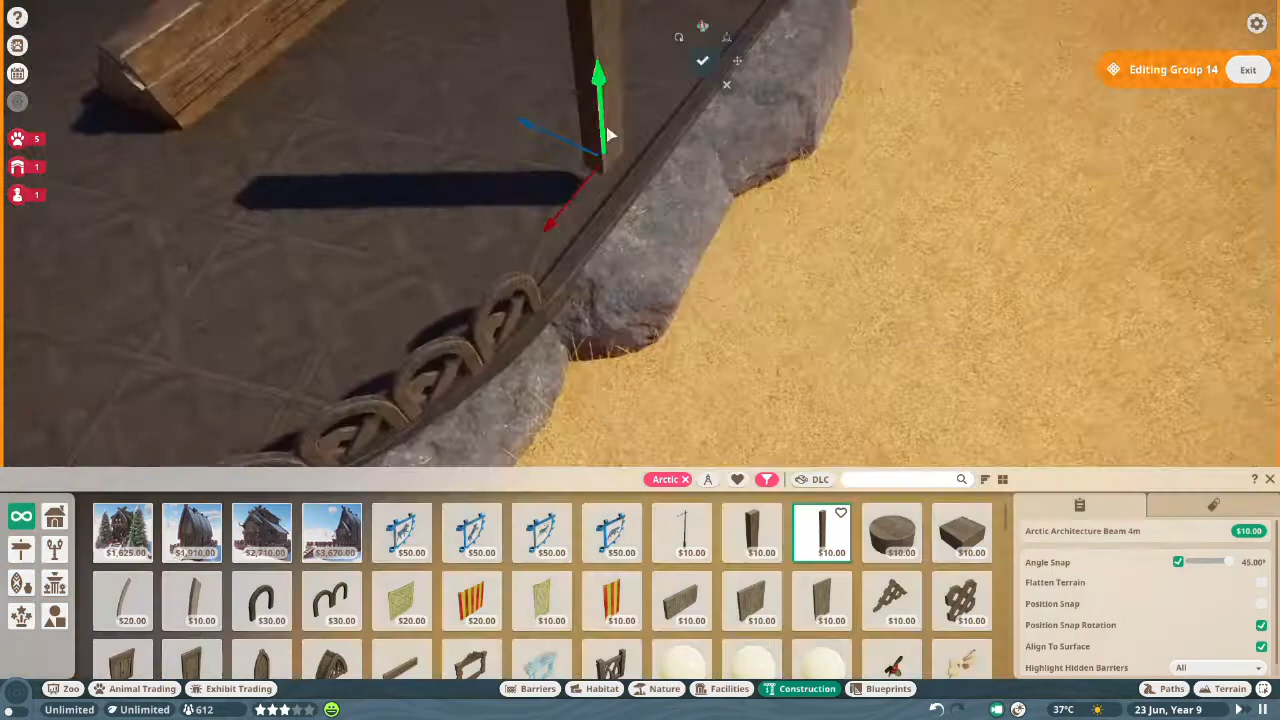 Editing Group 14
Exit
5
1
1
Arctic
DLC
$1,625.00
$1,910.00
$2,710.00
$3,670.00
$50.00
$50.00
$50.00
$50.00
$10.00
$10.00
$10.00
$10.00
$10.00
$20.00
$10.00
$30.00
$30.00
$20.00
$20.00
$10.00
$10.00
$10.00
$10.00
$10.00
$10.00
$10.00
Arctic Architecture Beam 4m
$10.00
Angle Snap
45.00°
Flatten Terrain
Position Snap
Position Snap Rotation
Align To Surface
Highlight Hidden Barriers
All
Zoo
Animal Trading
Exhibit Trading
Barriers
Habitat
Nature
Facilities
Construction
Blueprints
Paths
Terrain
Unlimited
Unlimited
612
37°C
23 Jun, Year 9